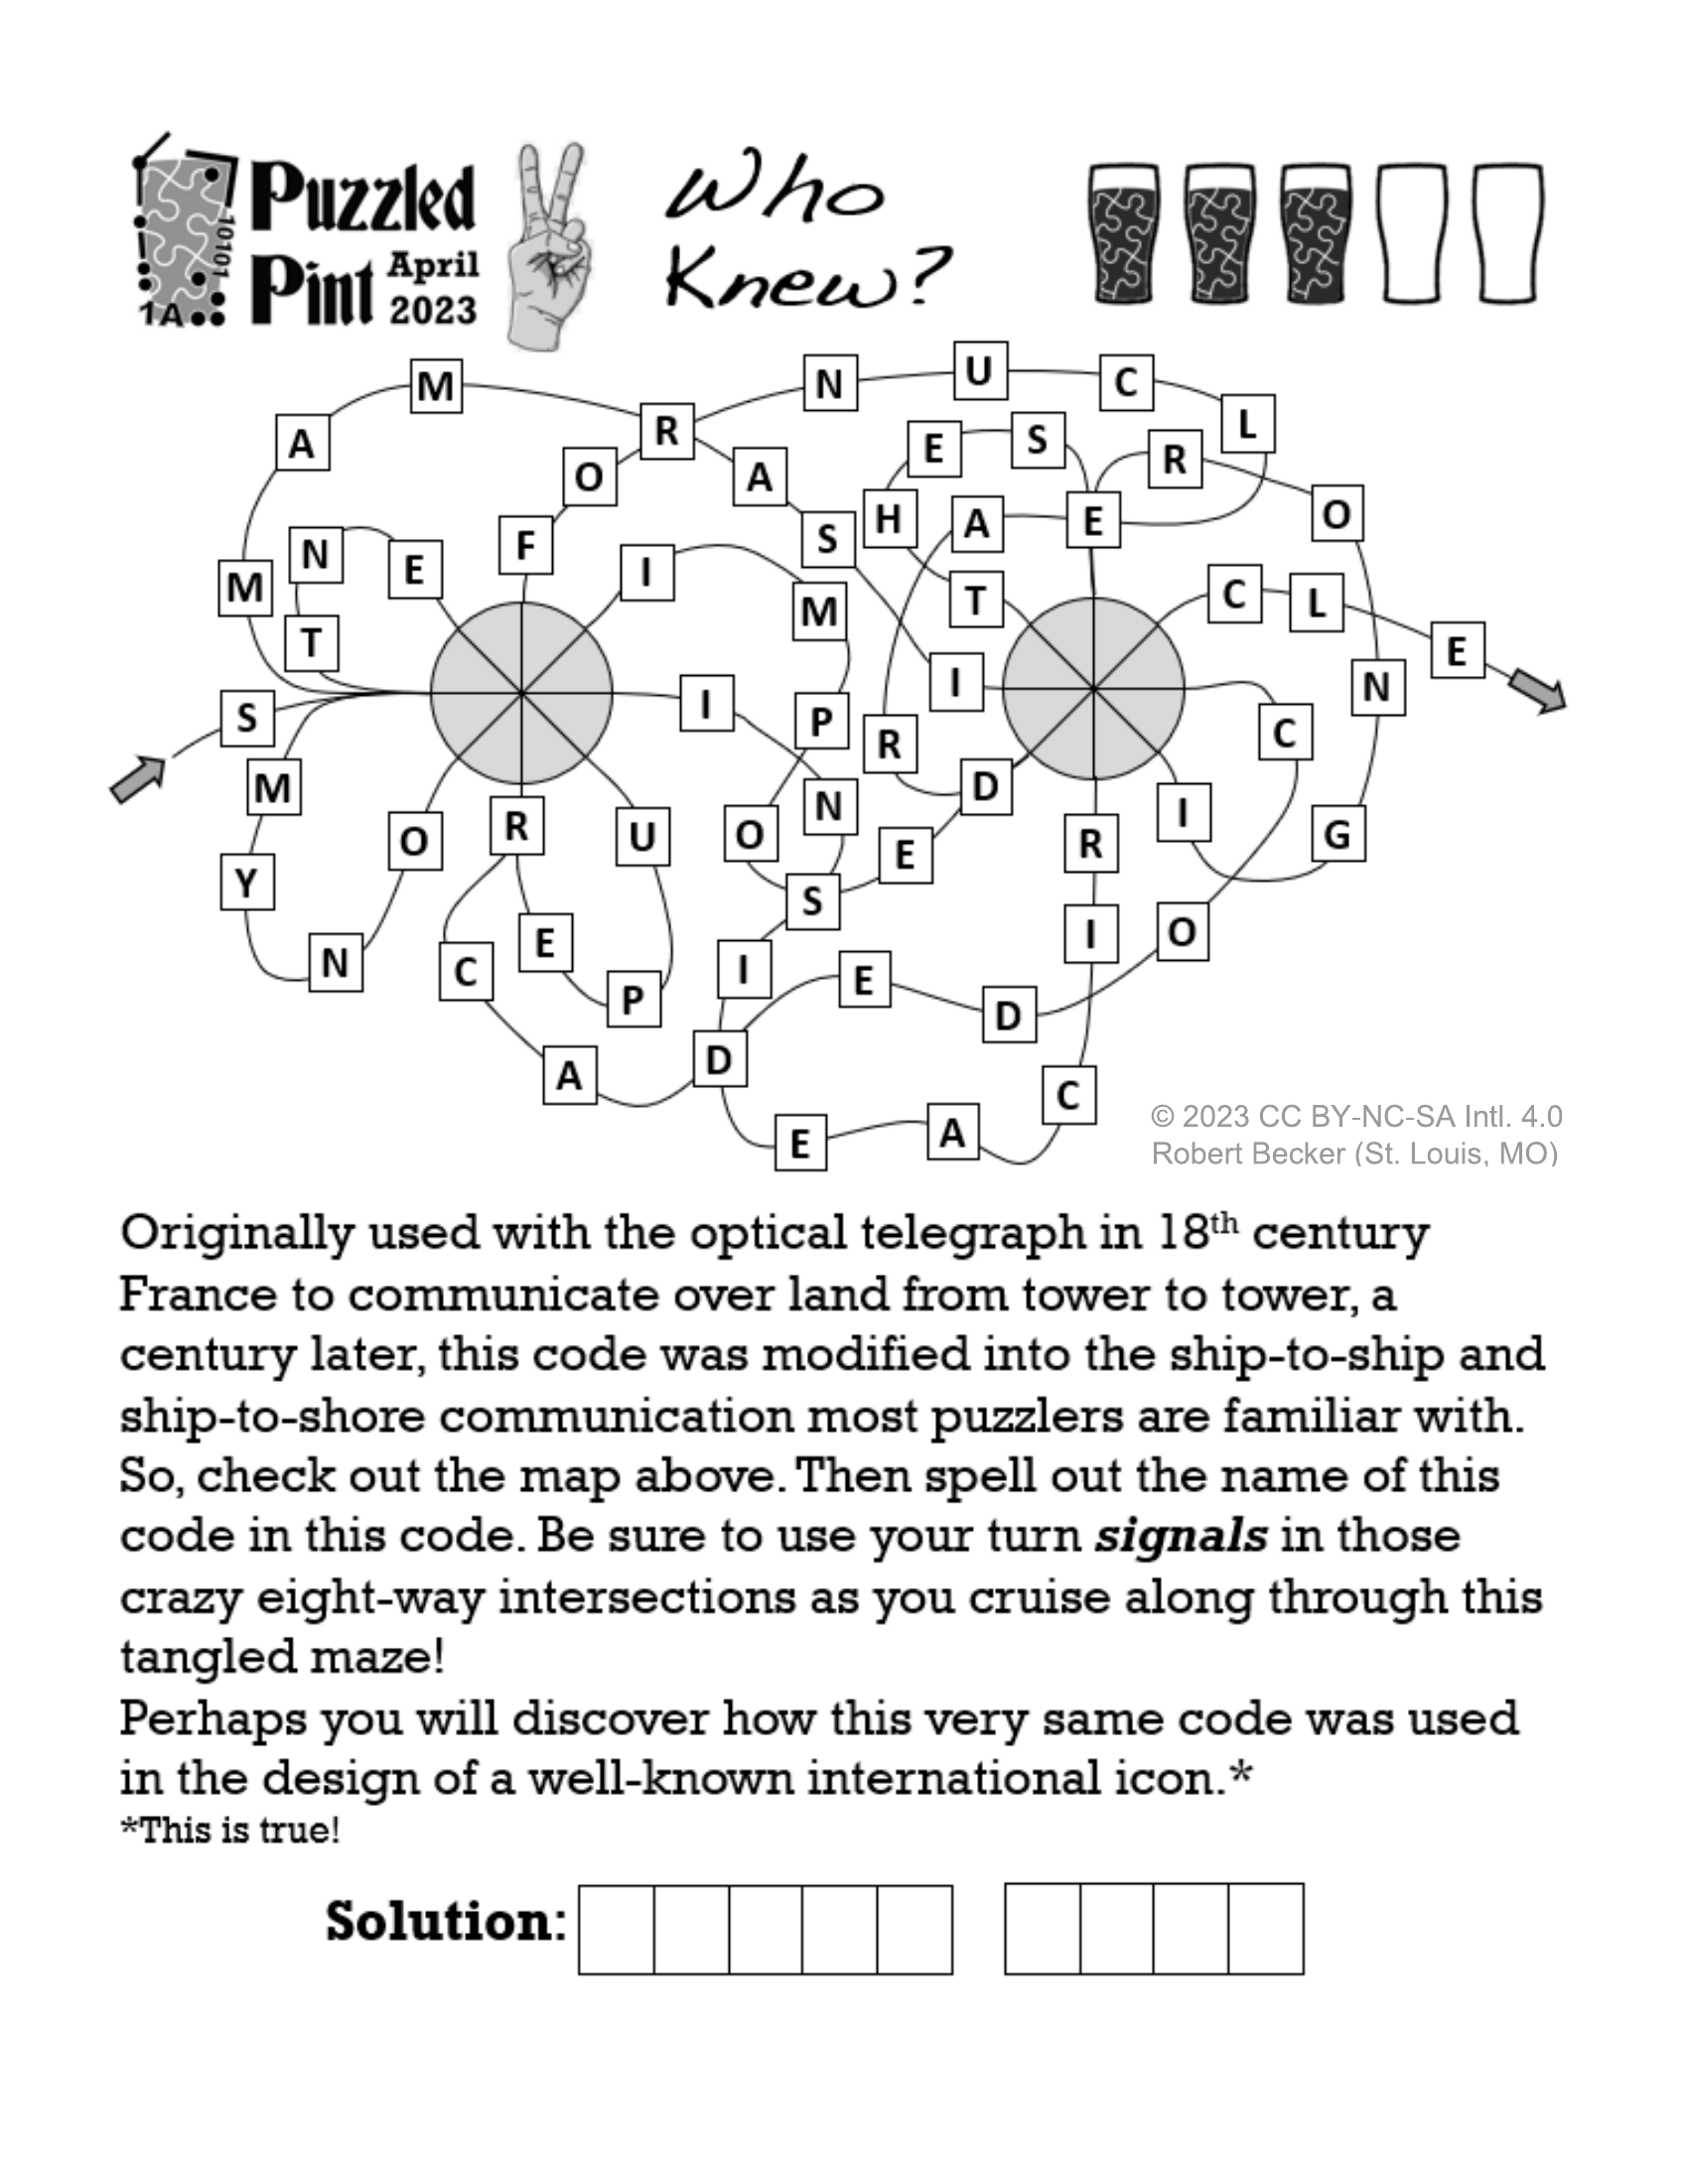 Puzzled
Pint April
2023
10101
1A
Who
Knew?
M N U C
A R L
O A E S R
N E F I S H A E O
M T M T C L E
S I P I R C N
M O R U O N D I G
Y S E R
N C E P I E D I O
A D C
E A
© 2023 CC BY-NC-SA Intl. 4.0
Robert Becker (St. Louis, MO)
Originally used with the optical telegraph in 18th century
France to communicate over land from tower to tower, a
century later, this code was modified into the ship-to-ship and
ship-to-shore communication most puzzlers are familiar with.
So, check out the map above. Then spell out the name of this
code in this code. Be sure to use your turn signals in those
crazy eight-way intersections as you cruise along through this
tangled maze!
Perhaps you will discover how this very same code was used
in the design of a well-known international icon.*
*This is true!
Solution: